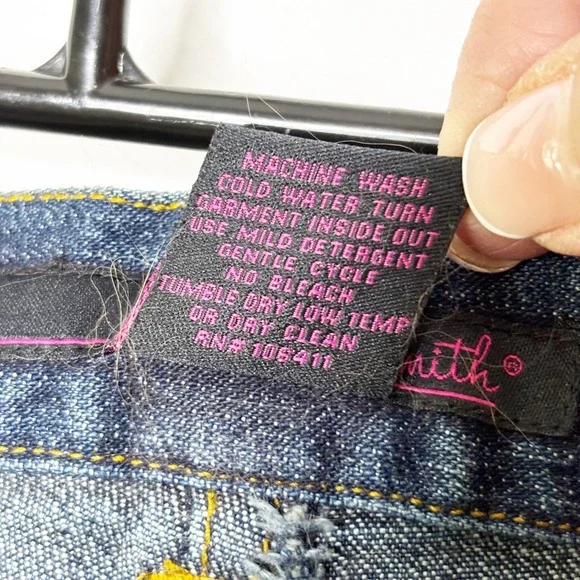 MACHINE WASH
COLD WATER TURN
GARMENT INSIDE OUT
USE MILD DETERGENT
GENTLE CYCLE
NO BLEACH
TUMBLE DRY LOW TEMP
OR DRY CLEAN
RN# 106411
mith®